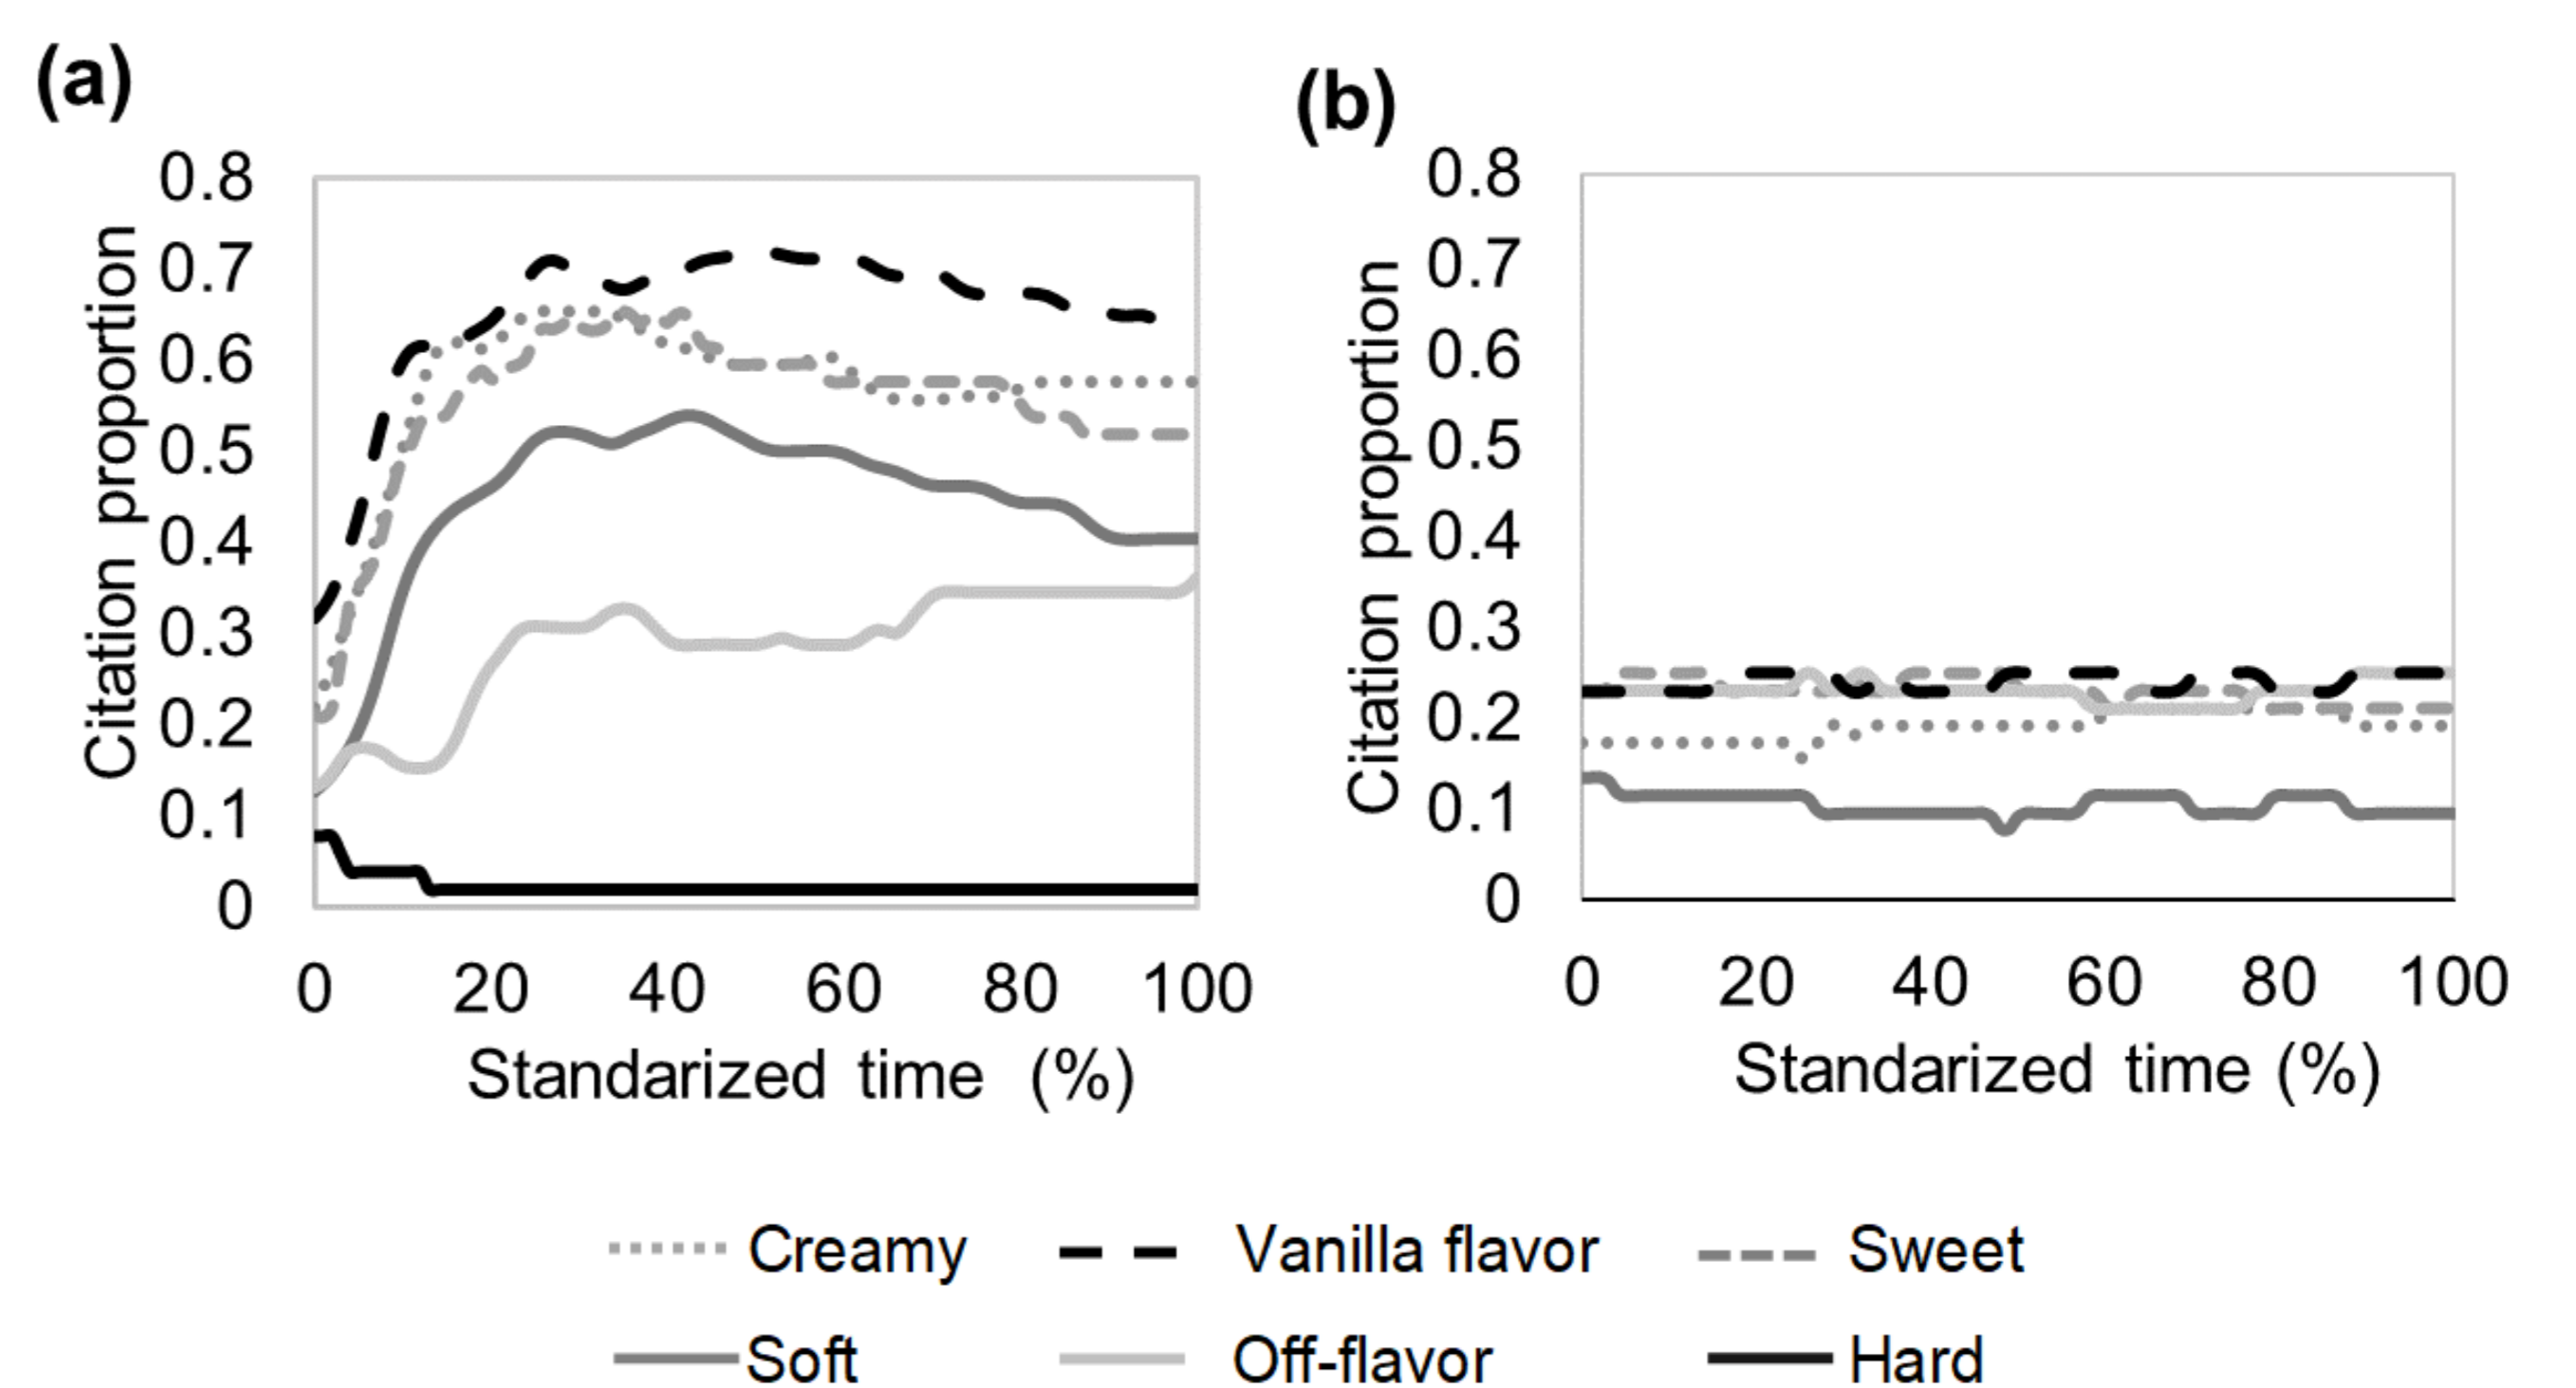 (a)
0.8
0.7
0.6
0.5
0.4
0.3
0.2
0.1
0
Citation proportion
0 20 40 60 80 100
Standarized time (%)
(b)
0.8
0.7
0.6
0.5
0.4
0.3
0.2
0.1
0
Citation proportion
0 20 40 60 80 100
Standarized time (%)
Creamy Vanilla flavor Sweet
Soft Off-flavor Hard